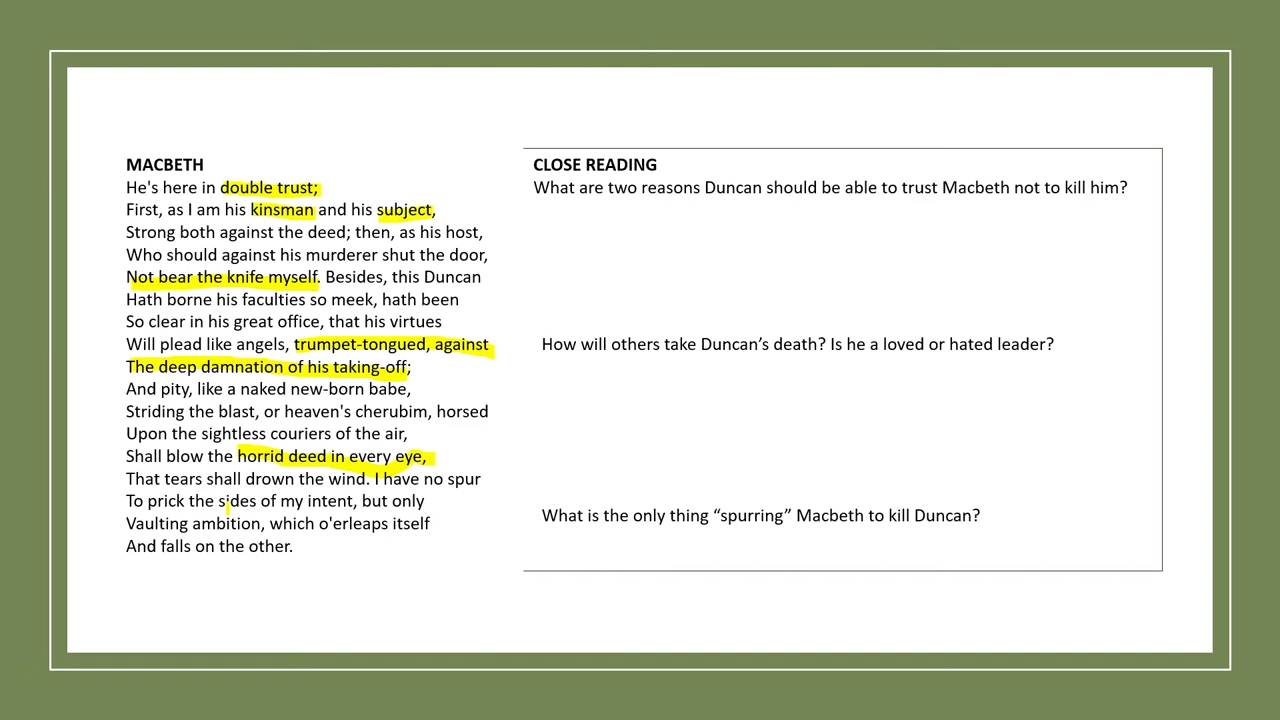 MACBETH
He's here in double trust;
First, as I am his kinsman and his subject,
Strong both against the deed; then, as his host,
Who should against his murderer shut the door,
Not bear the knife myself. Besides, this Duncan
Hath borne his faculties so meek, hath been
So clear in his great office, that his virtues
Will plead like angels, trumpet-tongued, against
The deep damnation of his taking-off;
And pity, like a naked new-born babe,
Striding the blast, or heaven's cherubim, horsed
Upon the sightless couriers of the air,
Shall blow the horrid deed in every eye,
That tears shall drown the wind. I have no spur
To prick the sides of my intent, but only
Vaulting ambition, which o'erleaps itself
And falls on the other.
CLOSE READING
What are two reasons Duncan should be able to trust Macbeth not to kill him?
How will others take Duncan’s death? Is he a loved or hated leader?
What is the only thing “spurring” Macbeth to kill Duncan?